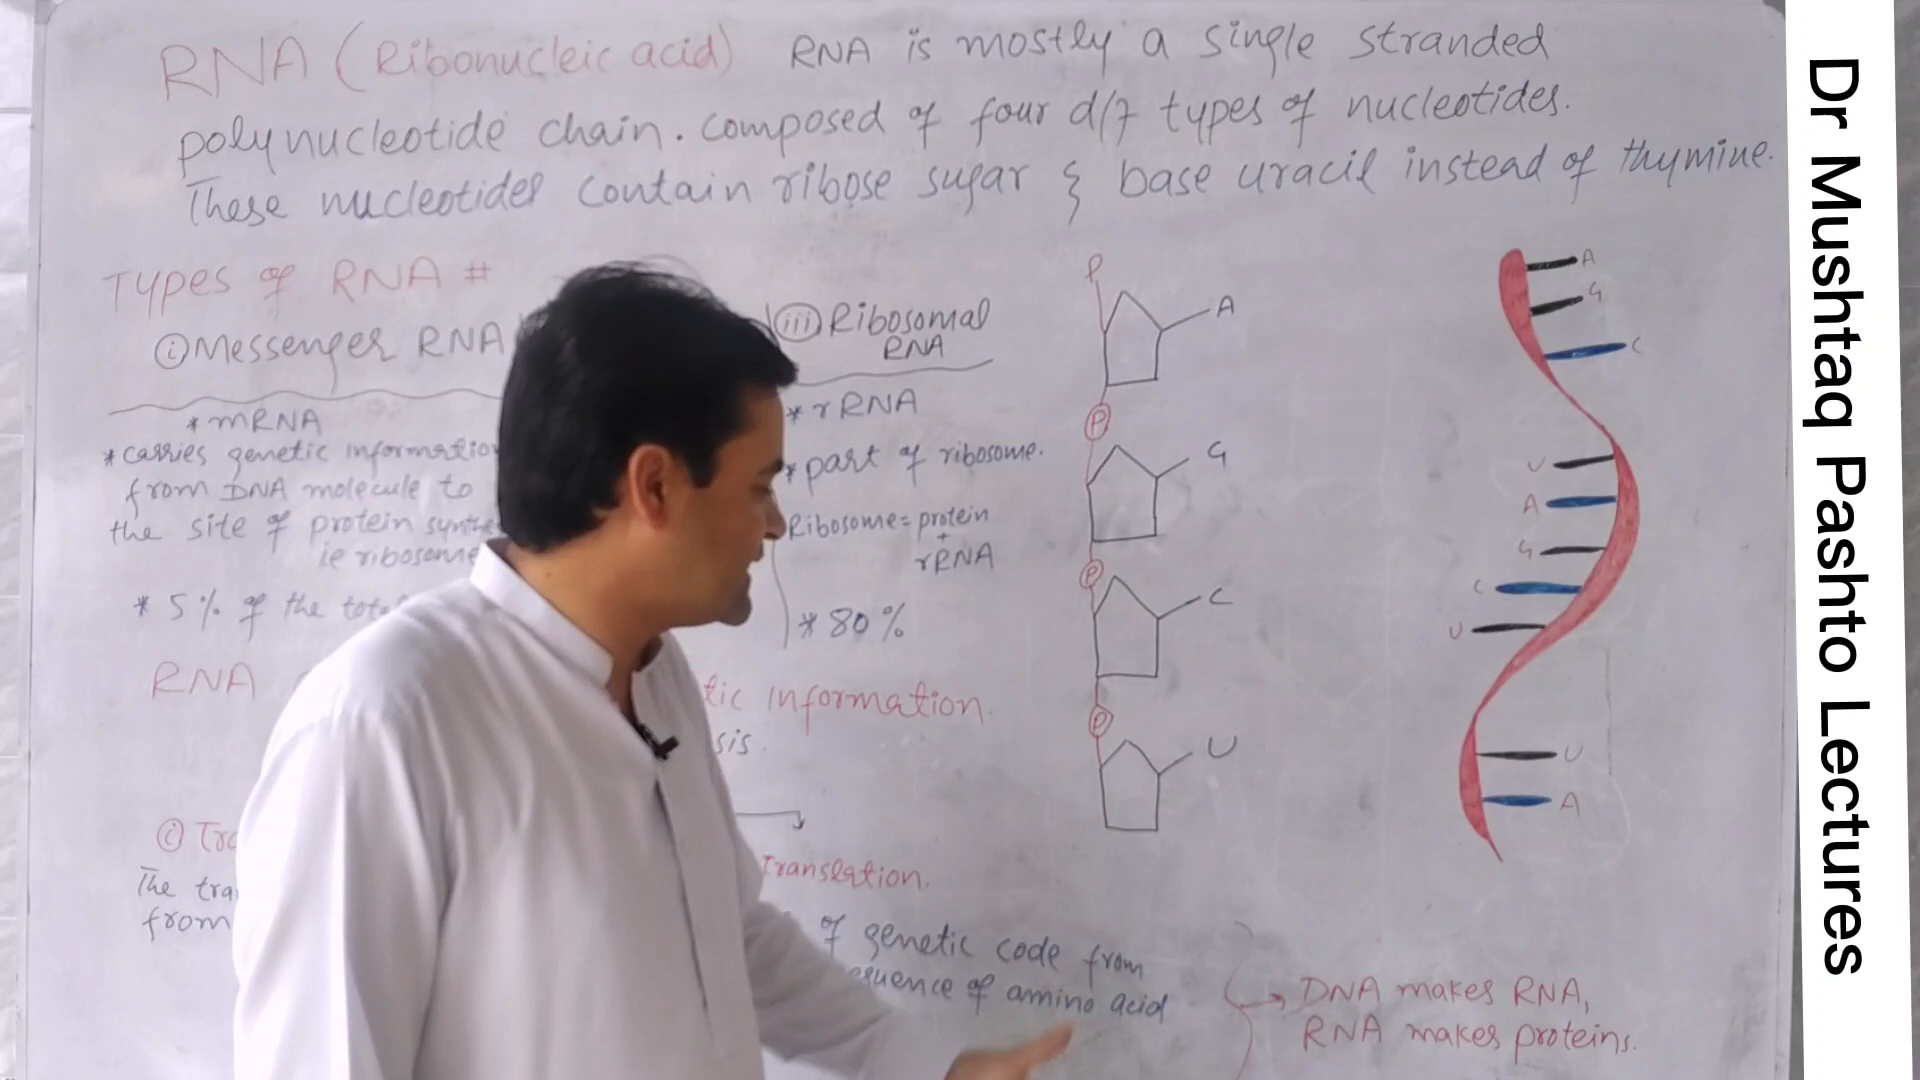 RNA (Ribonucleic acid) RNA is mostly a single stranded
polynucleotide chain. composed of four d/f types of nucleotides.
These nucleotides contain ribose sugar & base uracil instead of thymine.
Types of RNA #
(i) Messenger RNA
* mRNA
* carries genetic information
from DNA molecule to
the site of protein
ie ribosome
* 5% of the
(iii) Ribosomal
RNA
* rRNA
* part of ribosome.
Ribosome = protein
+
rRNA
* 80%
RNA
Information.
(i)
The
from
Translation.
of genetic code from
of amino acid
DNA makes RNA,
RNA makes proteins.
P
A
P
G
P
C
P
U
A
G
C
U
A
G
C
U
U
A
Dr Mushtaq Pashto Lectures